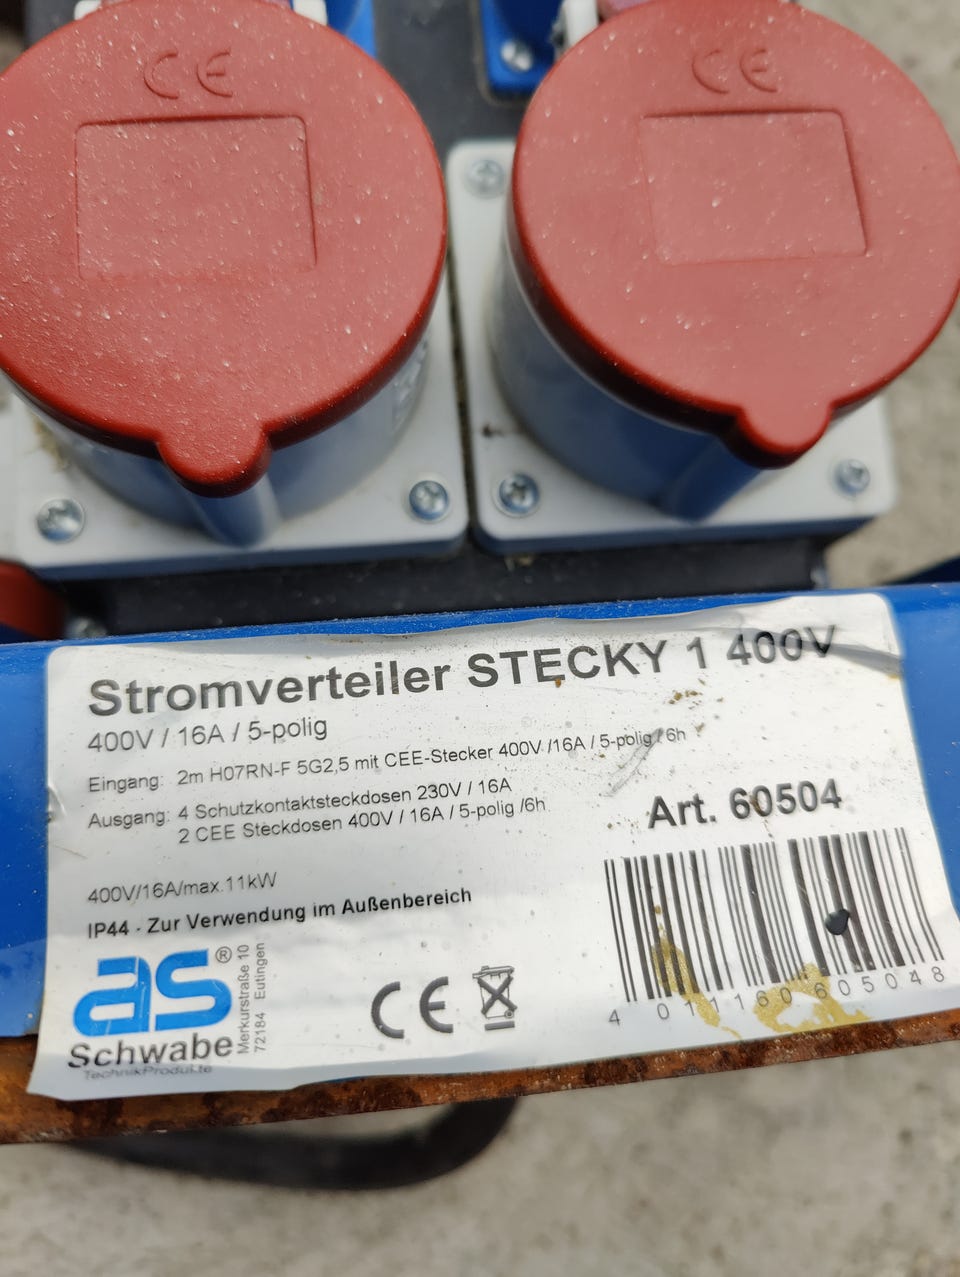 CE
CE
Stromverteiler STECKY 1 400V
400V / 16A / 5-polig
Eingang: 2m H07RN-F 5G2,5 mit CEE-Stecker 400V /16A / 5-polig / 6h
Ausgang: 4 Schutzkontaktsteckdosen 230V / 16A
2 CEE Steckdosen 400V / 16A / 5-polig /6h
Art. 60504
400V/16A/max.11kW
IP44 - Zur Verwendung im Außenbereich
as®
Schwabe
TechnikProdukte
Merkurstraße 10
72184 Eutingen
CE
4 011160 605048